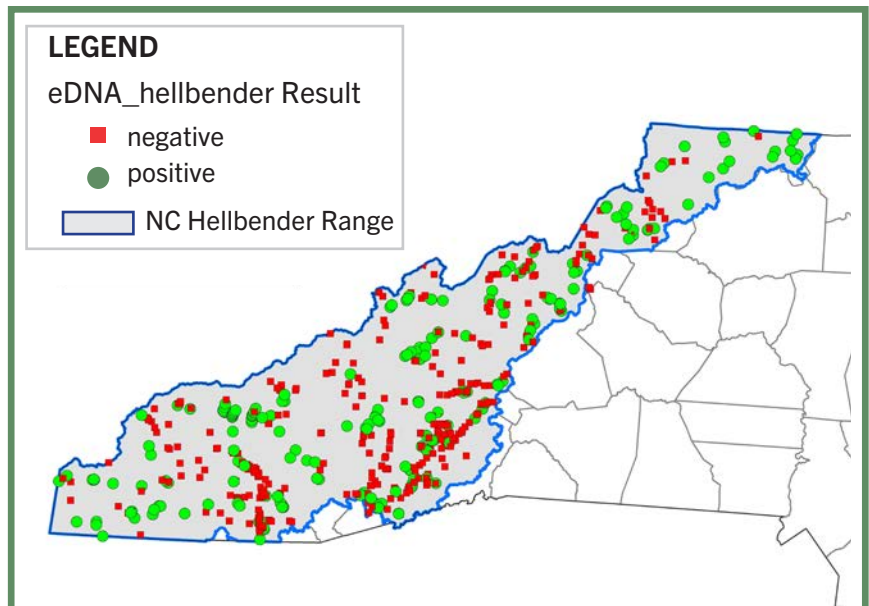 LEGEND
eDNA_hellbender Result
negative
positive
NC Hellbender Range